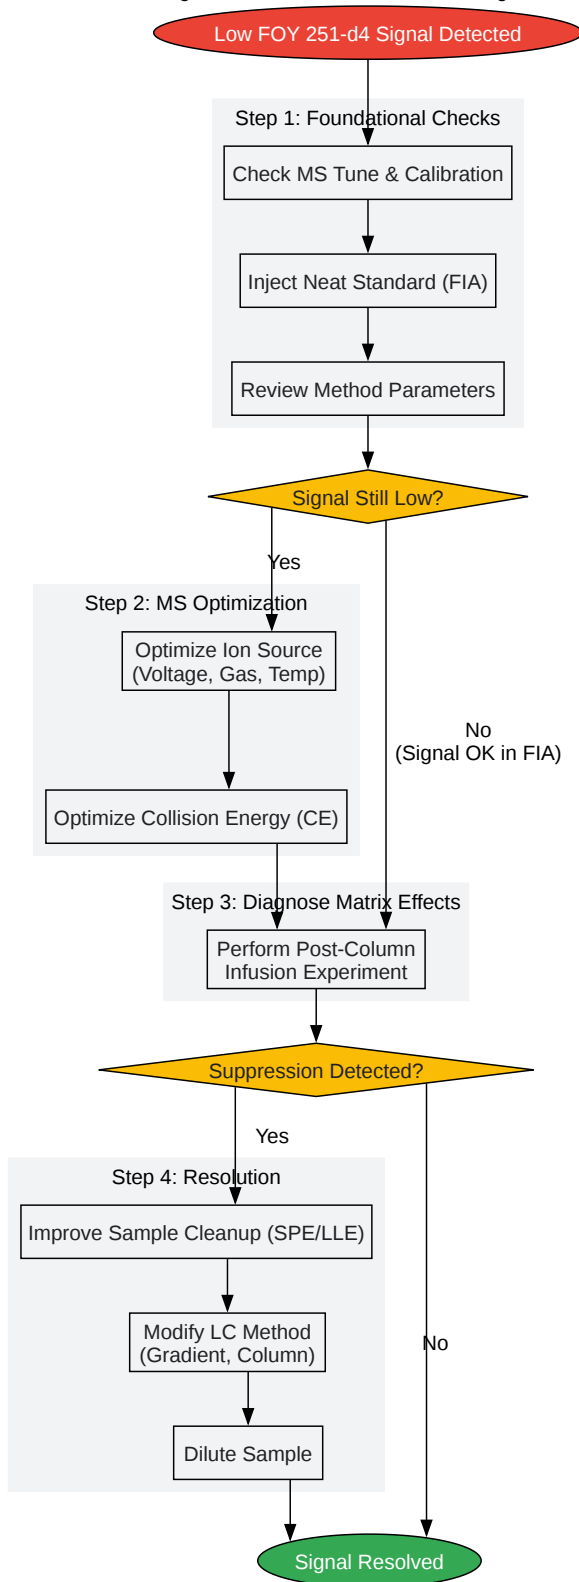 Low FOY 251-d4 Signal Detected
Step 1: Foundational Checks
Check MS Tune & Calibration
Inject Neat Standard (FIA)
Review Method Parameters
Signal Still Low?
Yes
Step 2: MS Optimization
Optimize Ion Source
(Voltage, Gas, Temp)
No
(Signal OK in FIA)
Optimize Collision Energy (CE)
Step 3: Diagnose Matrix Effects
Perform Post-Column
Infusion Experiment
Suppression Detected?
Yes
Step 4: Resolution
Improve Sample Cleanup (SPE/LLE)
Modify LC Method
(Gradient, Column)
No
Dilute Sample
Signal Resolved